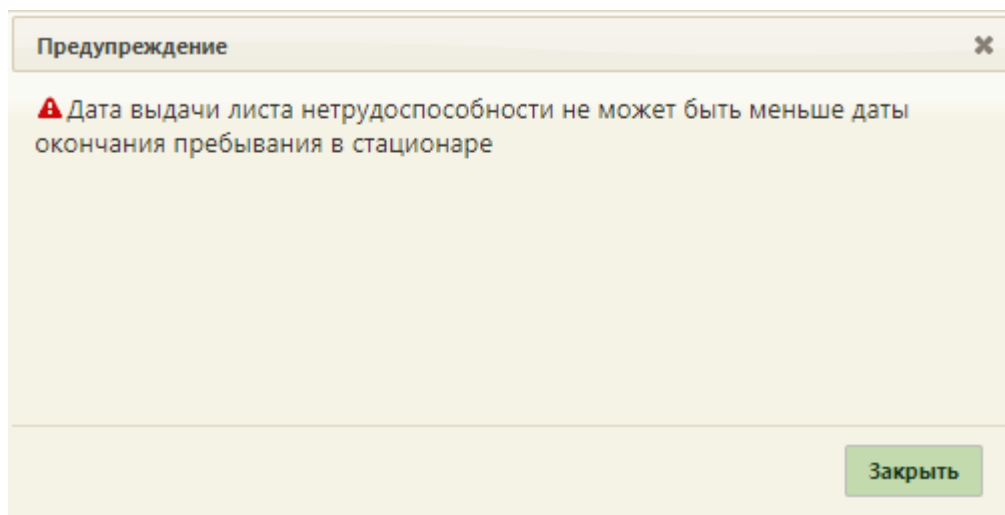 Предупреждение
Дата выдачи листа нетрудоспособности не может быть меньше даты
окончания пребывания в стационаре
Закрыть